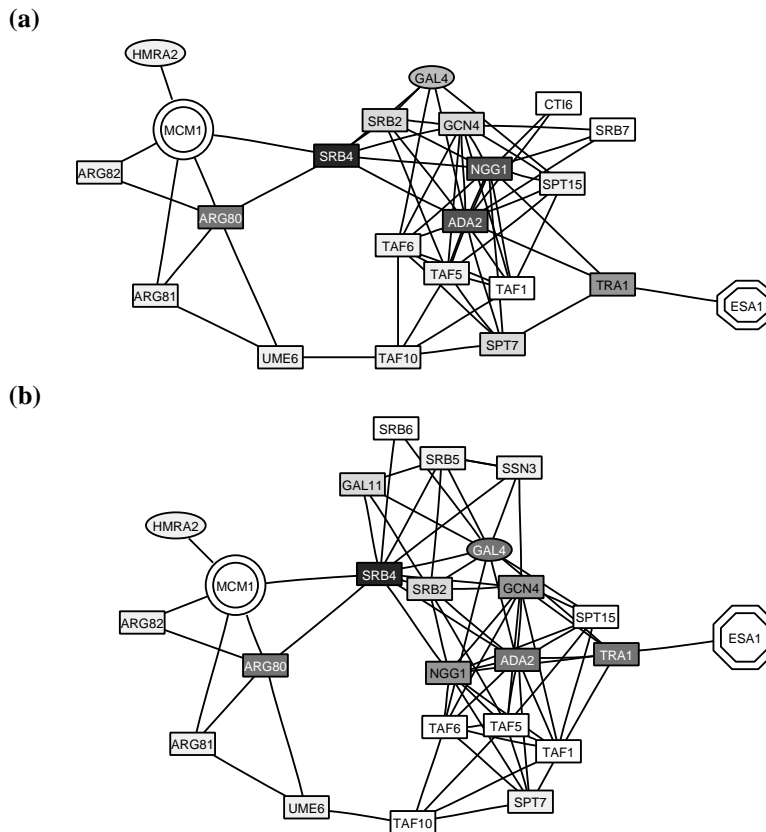 (a)
HMRA2
GAL4
CTI6
SRB2
GCN4
SRB7
MCM1
SRB4
NGG1
ARG82
SPT15
ARG80
ADA2
TAF6
TAF5
TAF1
TRA1
ARG81
ESA1
UME6
TAF10
SPT7
(b)
SRB6
SRB5
SSN3
GAL11
HMRA2
GAL4
SRB4
MCM1
SRB2
GCN4
ARG82
SPT15
ESA1
ARG80
NGG1
ADA2
TRA1
TAF6
TAF5
ARG81
TAF1
UME6
SPT7
TAF10